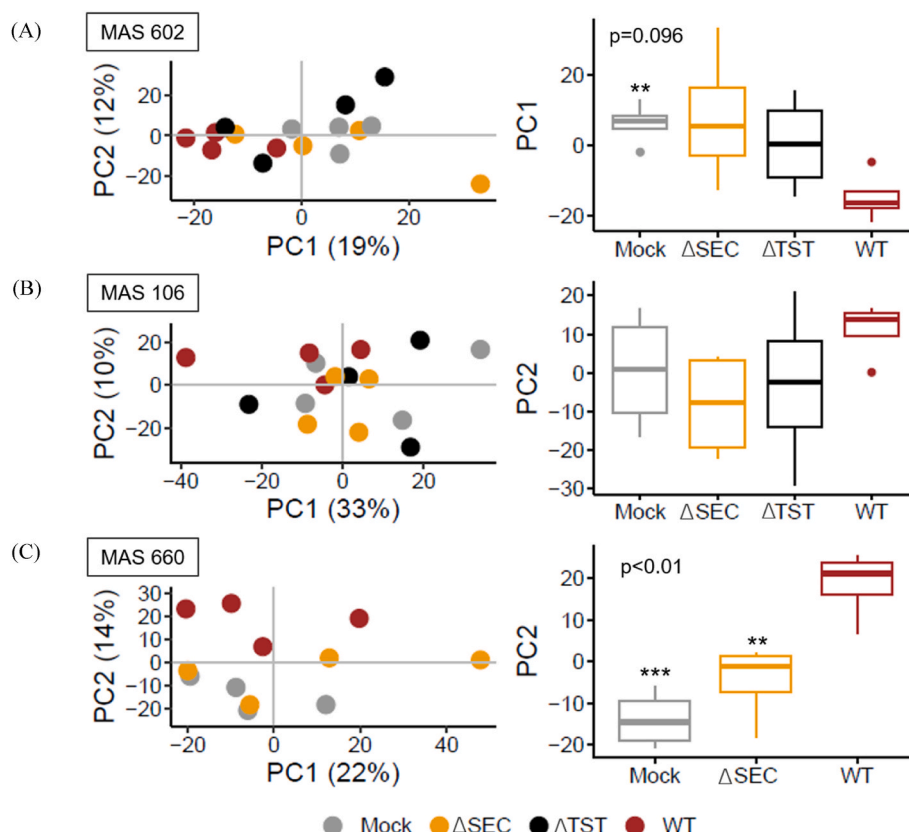 (A)
MAS 602
PC2 (12%)
20
0
−20
−20
0
20
PC1 (19%)
PC1
20
0
−20
p=0.096
**
Mock
ΔSEC
ΔTST
WT
(B)
MAS 106
PC2 (10%)
20
0
−20
−40
−20
0
20
PC1 (33%)
PC2
20
10
0
−10
−20
−30
Mock
ΔSEC
ΔTST
WT
(C)
MAS 660
PC2 (14%)
30
20
10
0
−10
−20
−20
0
20
40
PC1 (22%)
PC2
20
10
0
−10
−20
p<0.01
***
**
Mock
ΔSEC
WT
Mock ΔSEC ΔTST WT